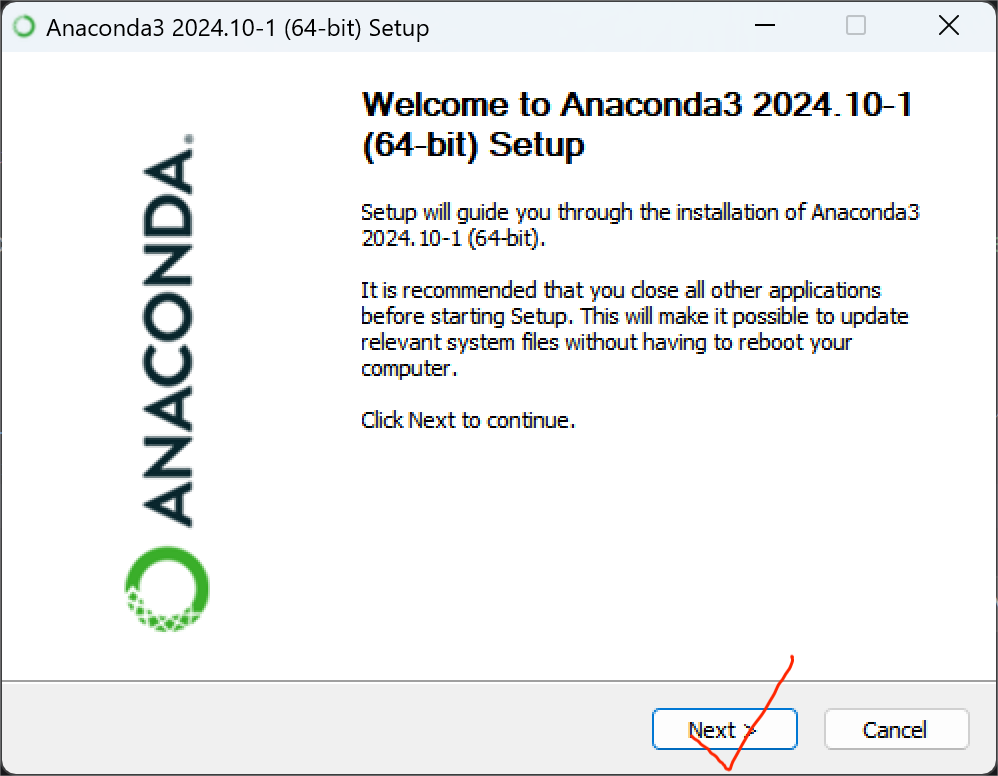 Anaconda3 2024.10-1 (64-bit) Setup
ANACONDA.
Welcome to Anaconda3 2024.10-1
(64-bit) Setup
Setup will guide you through the installation of Anaconda3
2024.10-1 (64-bit).
It is recommended that you close all other applications
before starting Setup. This will make it possible to update
relevant system files without having to reboot your
computer.
Click Next to continue.
Next >
Cancel